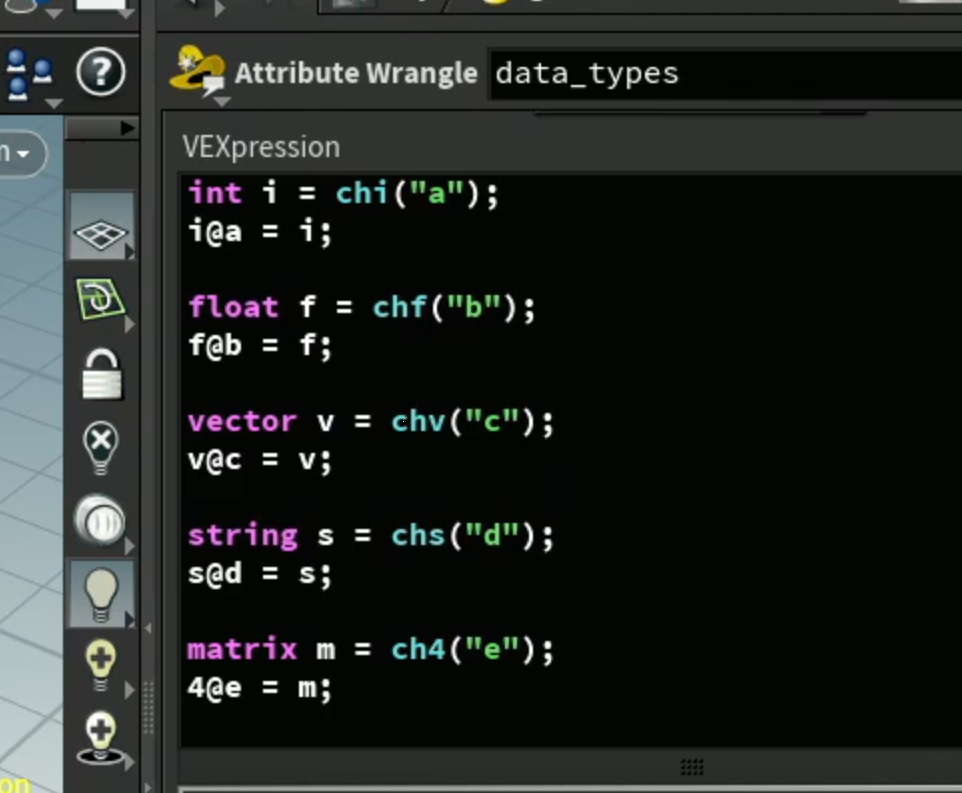 Attribute Wrangle data_types
VEXpression
int i = chi("a");
i@a = i;
float f = chf("b");
f@b = f;
vector v = chv("c");
v@c = v;
string s = chs("d");
s@d = s;
matrix m = ch4("e");
4@e = m;